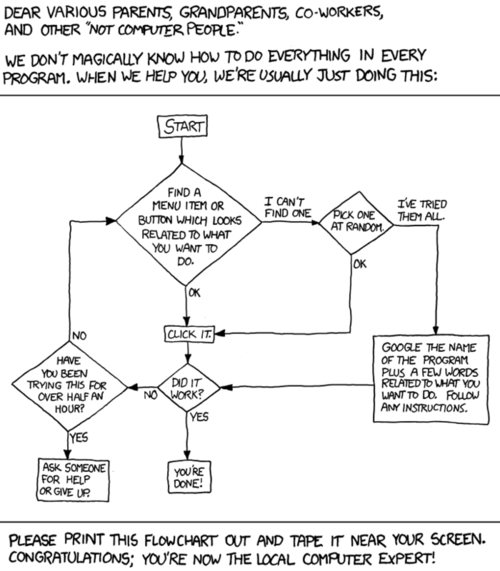 DEAR VARIOUS PARENTS, GRANDPARENTS, CO-WORKERS,
AND OTHER "NOT COMPUTER PEOPLE."
WE DON'T MAGICALLY KNOW HOW TO DO EVERYTHING IN EVERY
PROGRAM. WHEN WE HELP YOU, WE'RE USUALLY JUST DOING THIS:
START
FIND A
MENU ITEM OR
BUTTON WHICH LOOKS
RELATED TO WHAT
YOU WANT TO
DO.
I CAN'T
FIND ONE
PICK ONE
AT RANDOM.
I'VE TRIED
THEM ALL.
OK
OK
CLICK IT.
GOOGLE THE NAME
OF THE PROGRAM
PLUS A FEW WORDS
RELATED TO WHAT YOU
WANT TO DO. FOLLOW
ANY INSTRUCTIONS.
DID IT
WORK?
NO
YES
YOU'RE
DONE!
HAVE
YOU BEEN
TRYING THIS FOR
OVER HALF AN
HOUR?
NO
YES
ASK SOMEONE
FOR HELP
OR GIVE UP.
PLEASE PRINT THIS FLOWCHART OUT AND TAPE IT NEAR YOUR SCREEN.
CONGRATULATIONS; YOU'RE NOW THE LOCAL COMPUTER EXPERT!